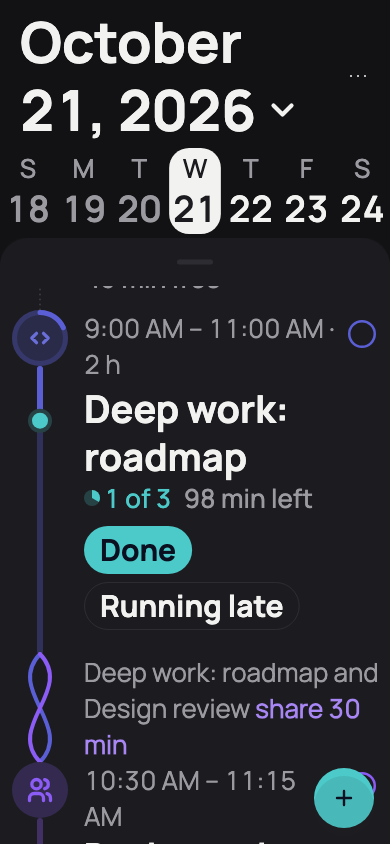 October
21, 2026
...
S M T W T F S
18 19 20 21 22 23 24
9:00 AM – 11:00 AM ·
2 h
Deep work:
roadmap
1 of 3 98 min left
Done
Running late
Deep work: roadmap and
Design review share 30
min
10:30 AM – 11:15
AM
+